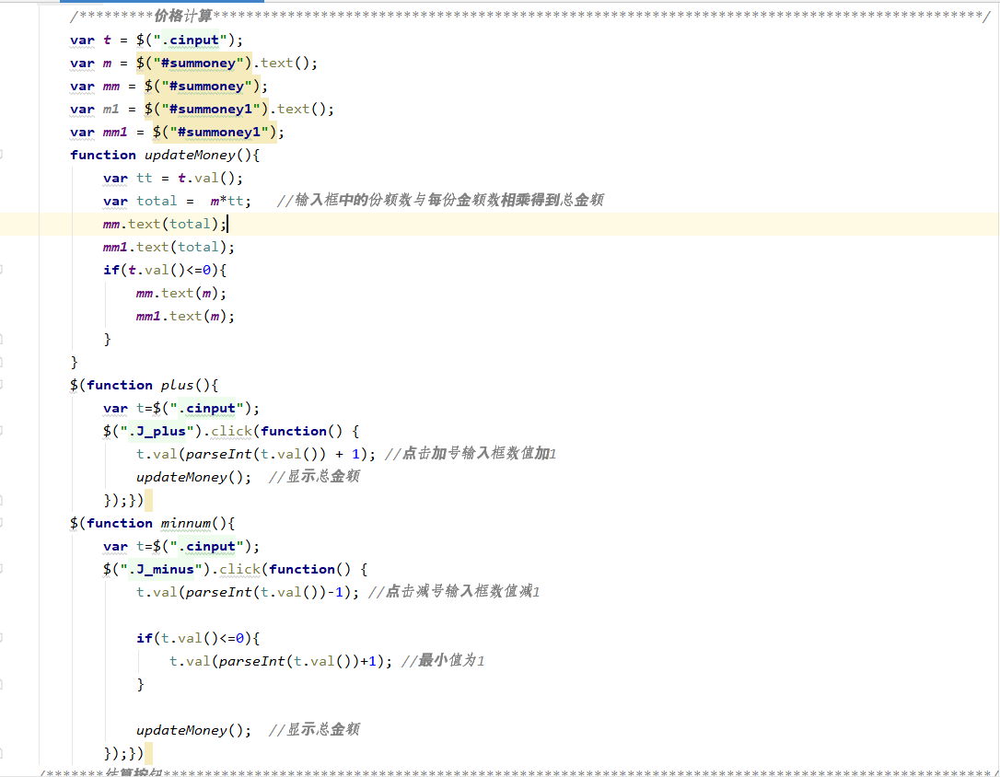 /*********价格计算*********************************************************************************************/
var t = $(".cinput");
var m = $("#summoney").text();
var mm = $("#summoney");
var m1 = $("#summoney1").text();
var mm1 = $("#summoney1");
function updateMoney(){
var tt = t.val();
var total =  m*tt;   //输入框中的份额数与每份金额数相乘得到总金额
mm.text(total);
mm1.text(total);
if(t.val()<=0){
mm.text(m);
mm1.text(m);
}
}
$(function plus(){
var t=$(".cinput");
$(".J_plus").click(function() {
t.val(parseInt(t.val()) + 1); //点击加号输入框数值加1
updateMoney();  //显示总金额
});})
$(function minnum(){
var t=$(".cinput");
$(".J_minus").click(function() {
t.val(parseInt(t.val())-1); //点击减号输入框数值减1
if(t.val()<=0){
t.val(parseInt(t.val())+1); //最小值为1
}
updateMoney();  //显示总金额
});})
/*******结算按钮****************************************************************************************************/